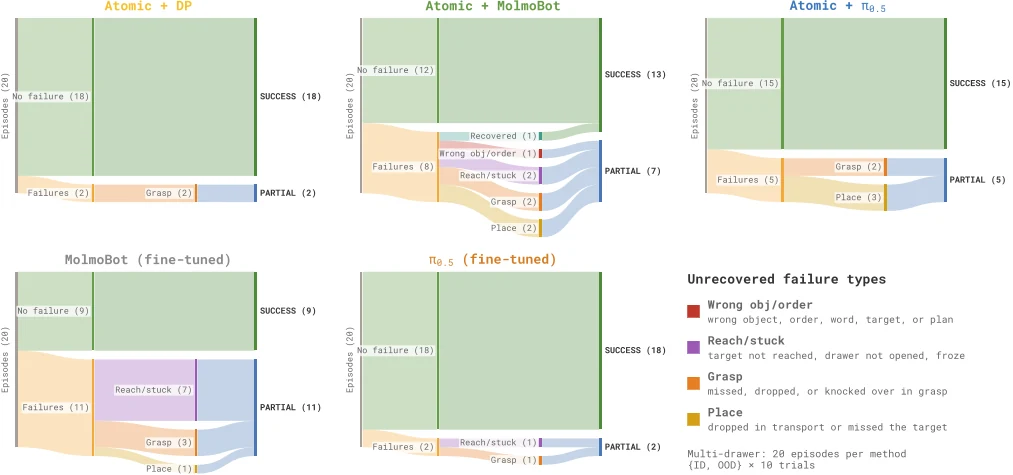 Atomic + DP
Episodes (20)
No failure (18)
Failures (2)
Grasp (2)
SUCCESS (18)
PARTIAL (2)
Atomic + MolmoBot
Episodes (20)
No failure (12)
Failures (8)
Recovered (1)
Wrong obj/order (1)
Reach/stuck (2)
Grasp (2)
Place (2)
SUCCESS (13)
PARTIAL (7)
Atomic + π0.5
Episodes (20)
No failure (15)
Failures (5)
Grasp (2)
Place (3)
SUCCESS (15)
PARTIAL (5)
MolmoBot (fine-tuned)
Episodes (20)
No failure (9)
Failures (11)
Reach/stuck (7)
Grasp (3)
Place (1)
SUCCESS (9)
PARTIAL (11)
π0.5 (fine-tuned)
Episodes (20)
No failure (18)
Failures (2)
Reach/stuck (1)
Grasp (1)
SUCCESS (18)
PARTIAL (2)
Unrecovered failure types
Wrong obj/order
wrong object, order, word, target, or plan
Reach/stuck
target not reached, drawer not opened, froze
Grasp
missed, dropped, or knocked over in grasp
Place
dropped in transport or missed the target
Multi-drawer: 20 episodes per method
{ID, OOD} × 10 trials